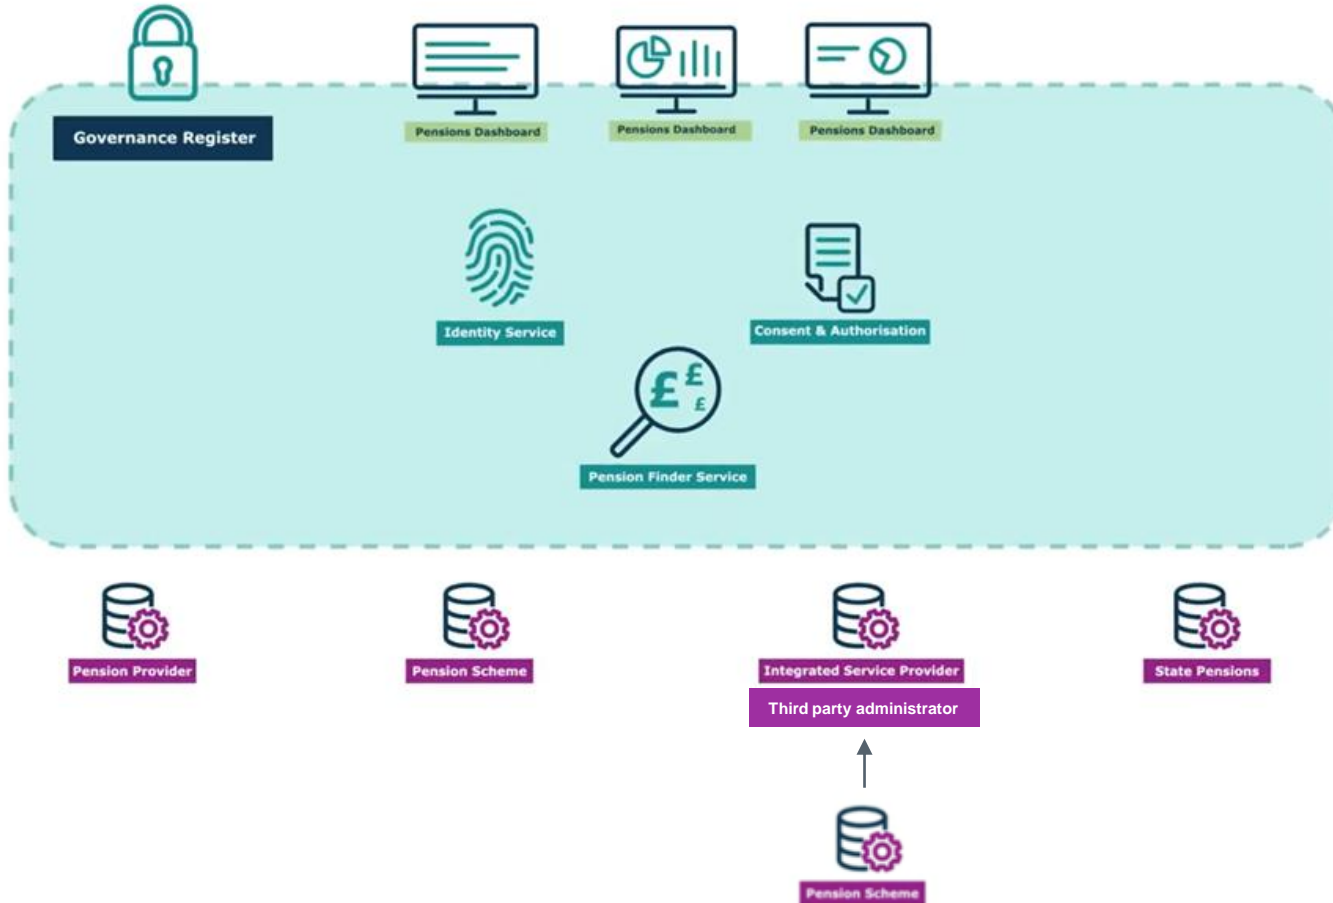 Governance Register
Pensions Dashboard
Pensions Dashboard
Pensions Dashboard
Identity Service
Consent & Authorisation
£ £ £
Pension Finder Service
Pension Provider
Pension Scheme
Integrated Service Provider
State Pensions
Third party administrator
Pension Scheme